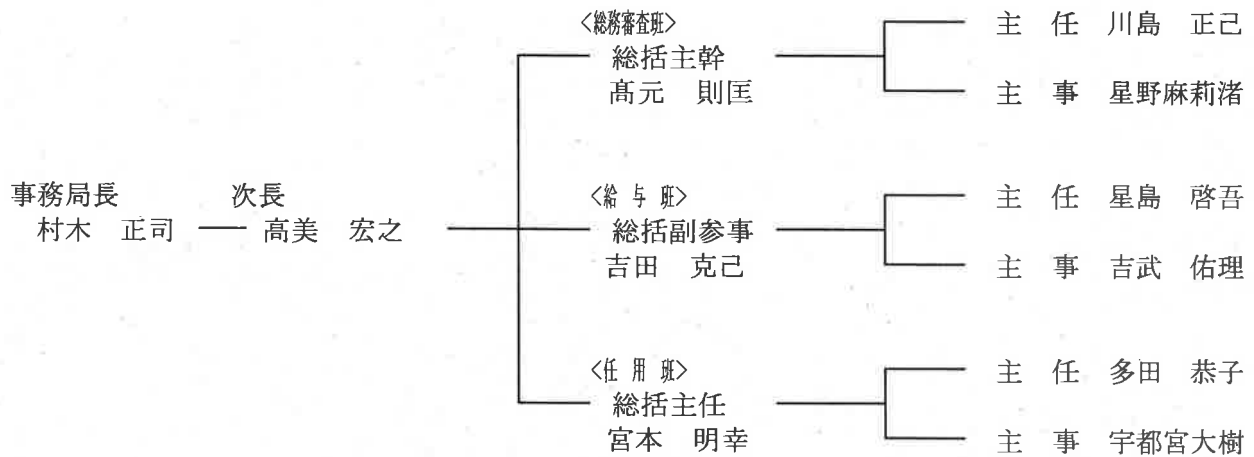 事務局長
村木 正司
次長
高美 宏之
<総務審査班>
総括主幹
髙元 則匡
主 任 川島 正己
主 事 星野麻莉渚
<給与班>
総括副参事
吉田 克己
主 任 星島 啓吾
主 事 吉武 佑理
<任用班>
総括主任
宮本 明幸
主 任 多田 恭子
主 事 宇都宮大樹